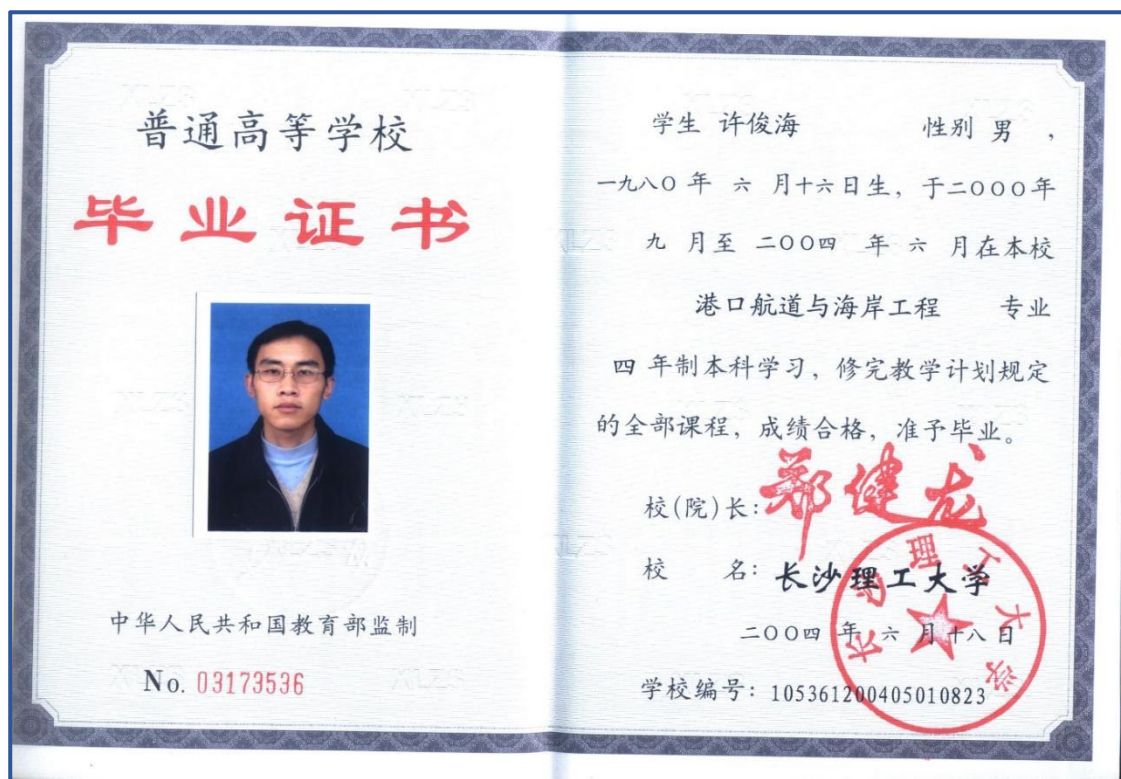 普通高等学校
毕业证书
中华人民共和国教育部监制
No. 03173536
学生 许俊海 性别 男 ,
一九八〇 年 六 月十六日生, 于二〇〇〇年
九 月至 二〇〇四 年 六 月在本校
港口航道与海岸工程 专业
四 年制本科学习, 修完教学计划规定
的全部课程, 成绩合格, 准予毕业。
校(院)长: 郑健龙
校 名: 长沙理工大学
二〇〇四 年 六 月 十八 日
学校编号: 105361200405010823
长沙理工大学